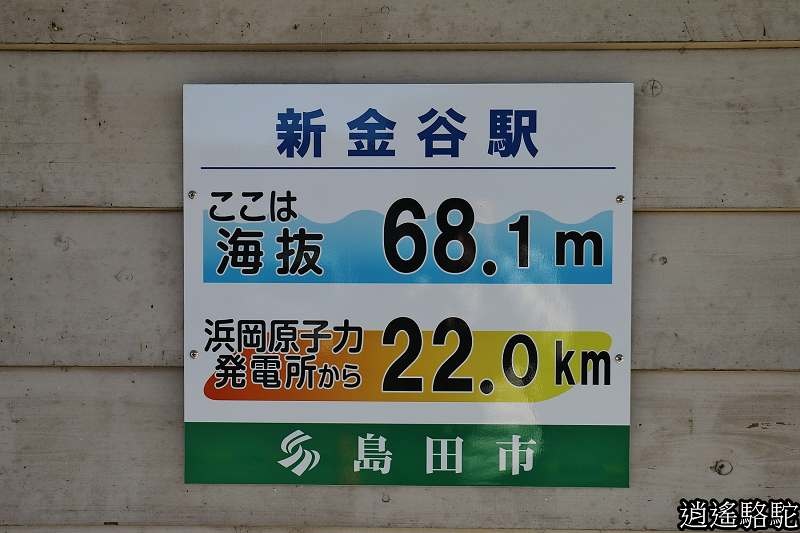 新金谷駅
ここは
海抜 68.1m
浜岡原子力
発電所から 22.0km
島田市
逍遙駱駝